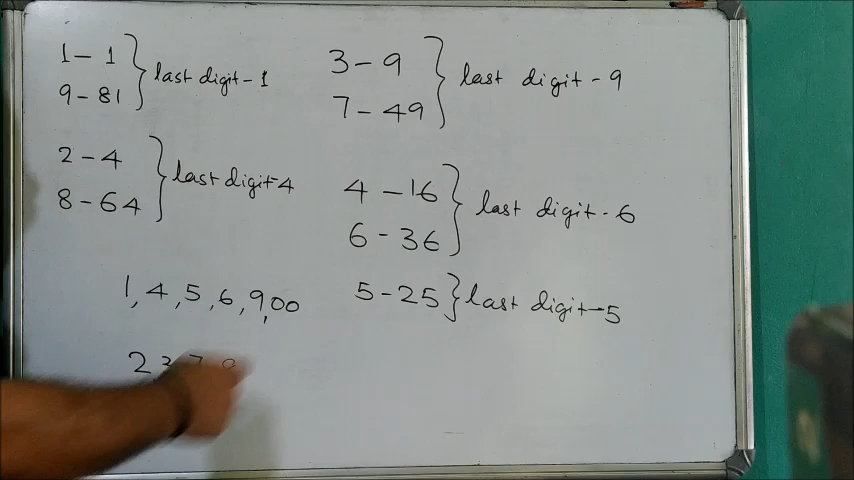 1 - 1
9 - 81
last digit - 1
3 - 9
7 - 49
last digit - 9
2 - 4
8 - 64
last digit - 4
4 - 16
6 - 36
last digit - 6
1, 4, 5, 6, 9, 00
5 - 25
last digit - 5
2